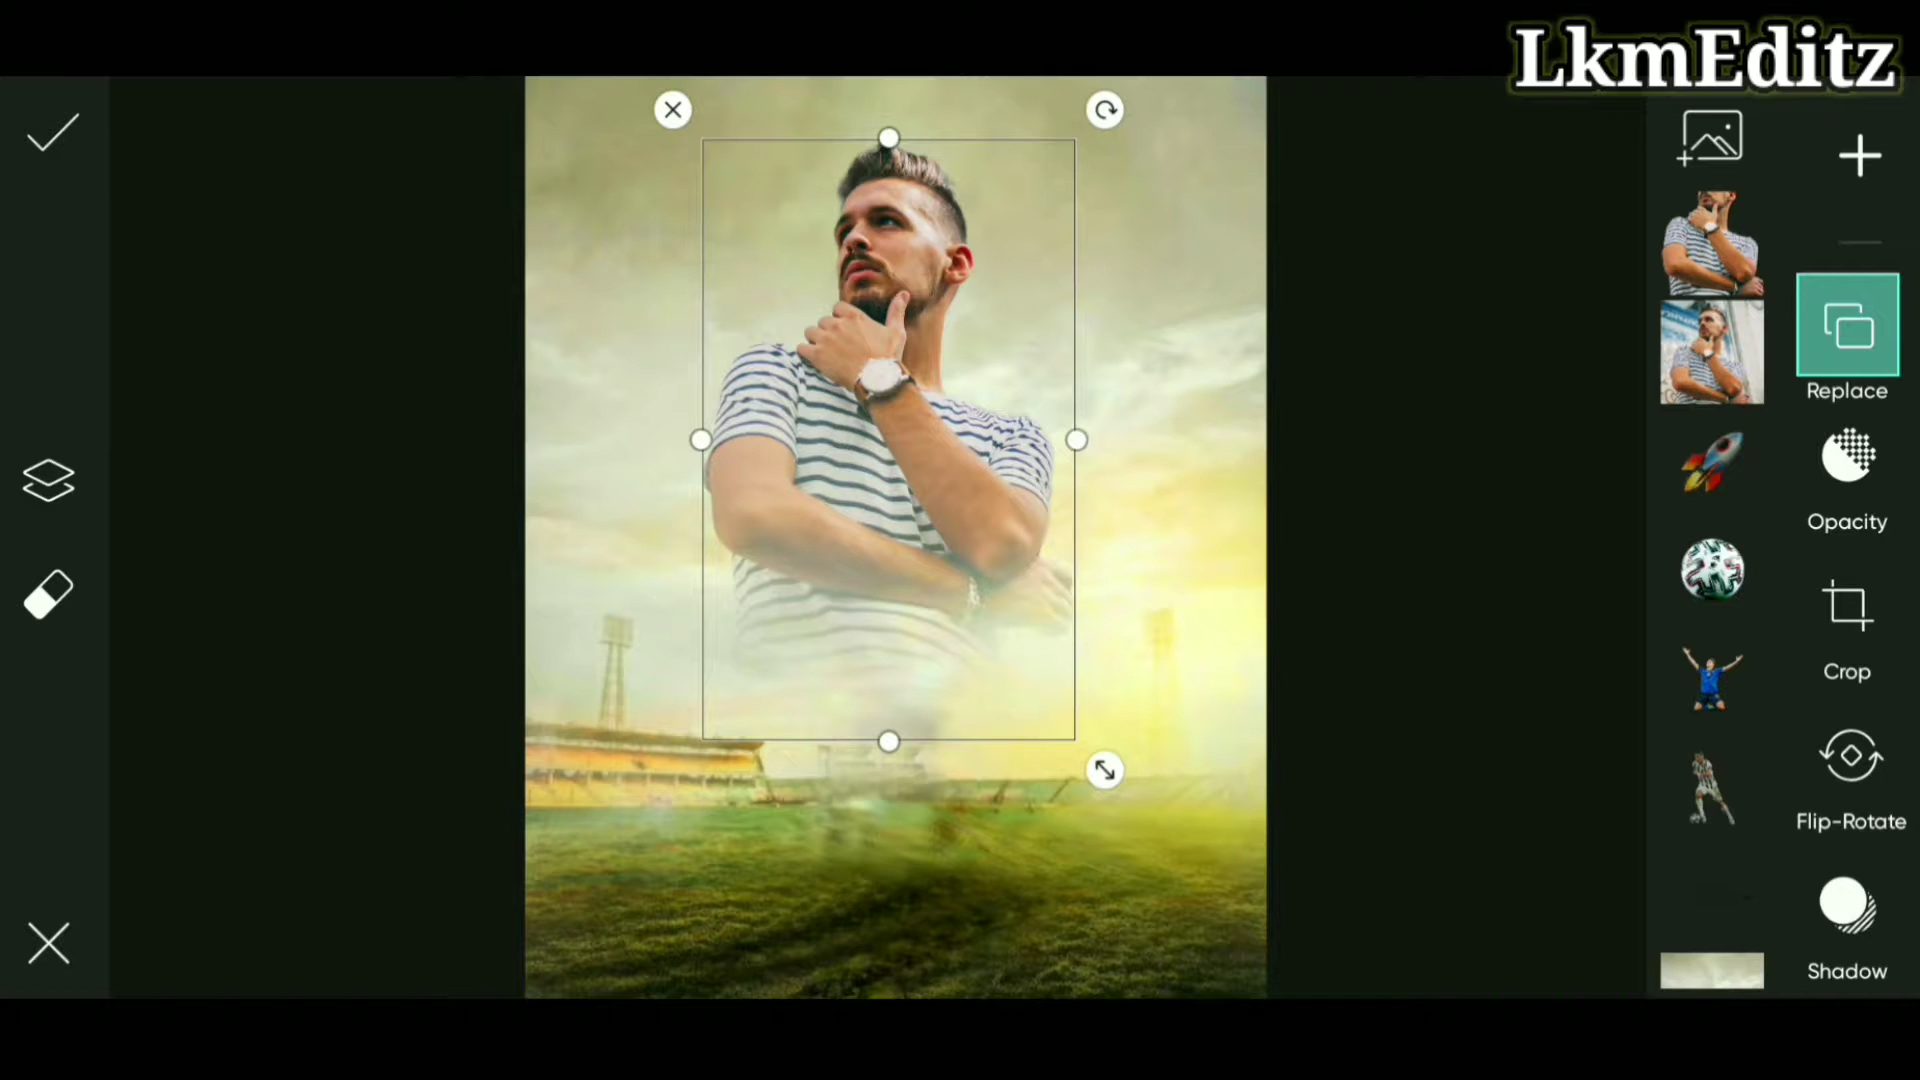 LkmEditz
Replace
Opacity
Crop
Flip-Rotate
Shadow